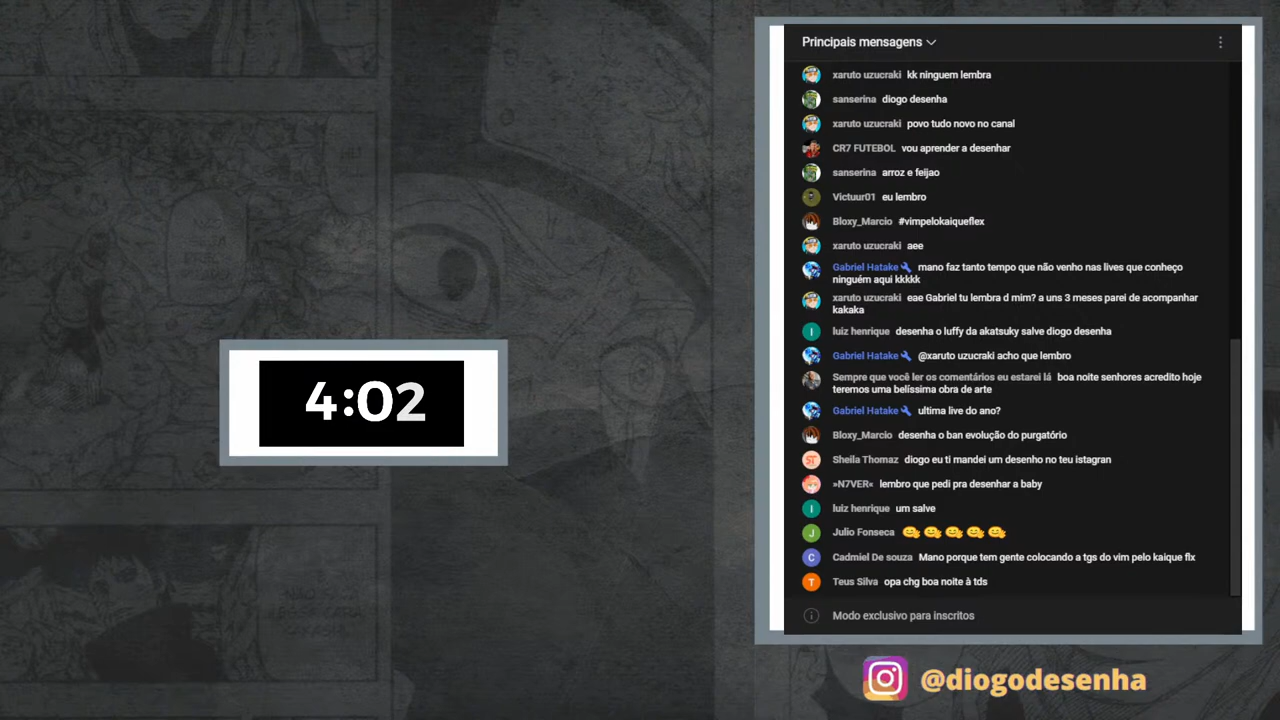 Principais mensagens
xaruto uzucraki kk ninguem lembra
sanserina diogo desenha
xaruto uzucraki povo tudo novo no canal
CR7 FUTEBOL vou aprender a desenhar
sanserina arroz e feijao
Victuur01 eu lembro
Bloxy_Marcio #vimpelokaiqueflex
xaruto uzucraki aee
Gabriel Hatake mano faz tanto tempo que não venho nas lives que conheço
ninguém aqui kkkkk
xaruto uzucraki eae Gabriel tu lembra d mim? a uns 3 meses parei de acompanhar
kakaka
luiz henrique desenha o luffy da akatsuky salve diogo desenha
Gabriel Hatake @xaruto uzucraki acho que lembro
Sempre que você ler os comentários eu estarei lá boa noite senhores acredito hoje
teremos uma belíssima obra de arte
Gabriel Hatake ultima live do ano?
Bloxy_Marcio desenha o ban evolução do purgatório
ST Sheila Thomaz diogo eu ti mandei um desenho no teu istagran
»N7VER« lembro que pedi pra desenhar a baby
l luiz henrique um salve
J Julio Fonseca 🤗🤗🤗🤗🤗
C Cadmiel De souza Mano porque tem gente colocando a tgs do vim pelo kaique flx
T Teus Silva opa chg boa noite à tds
Modo exclusivo para inscritos
4:02
@diogodesenha